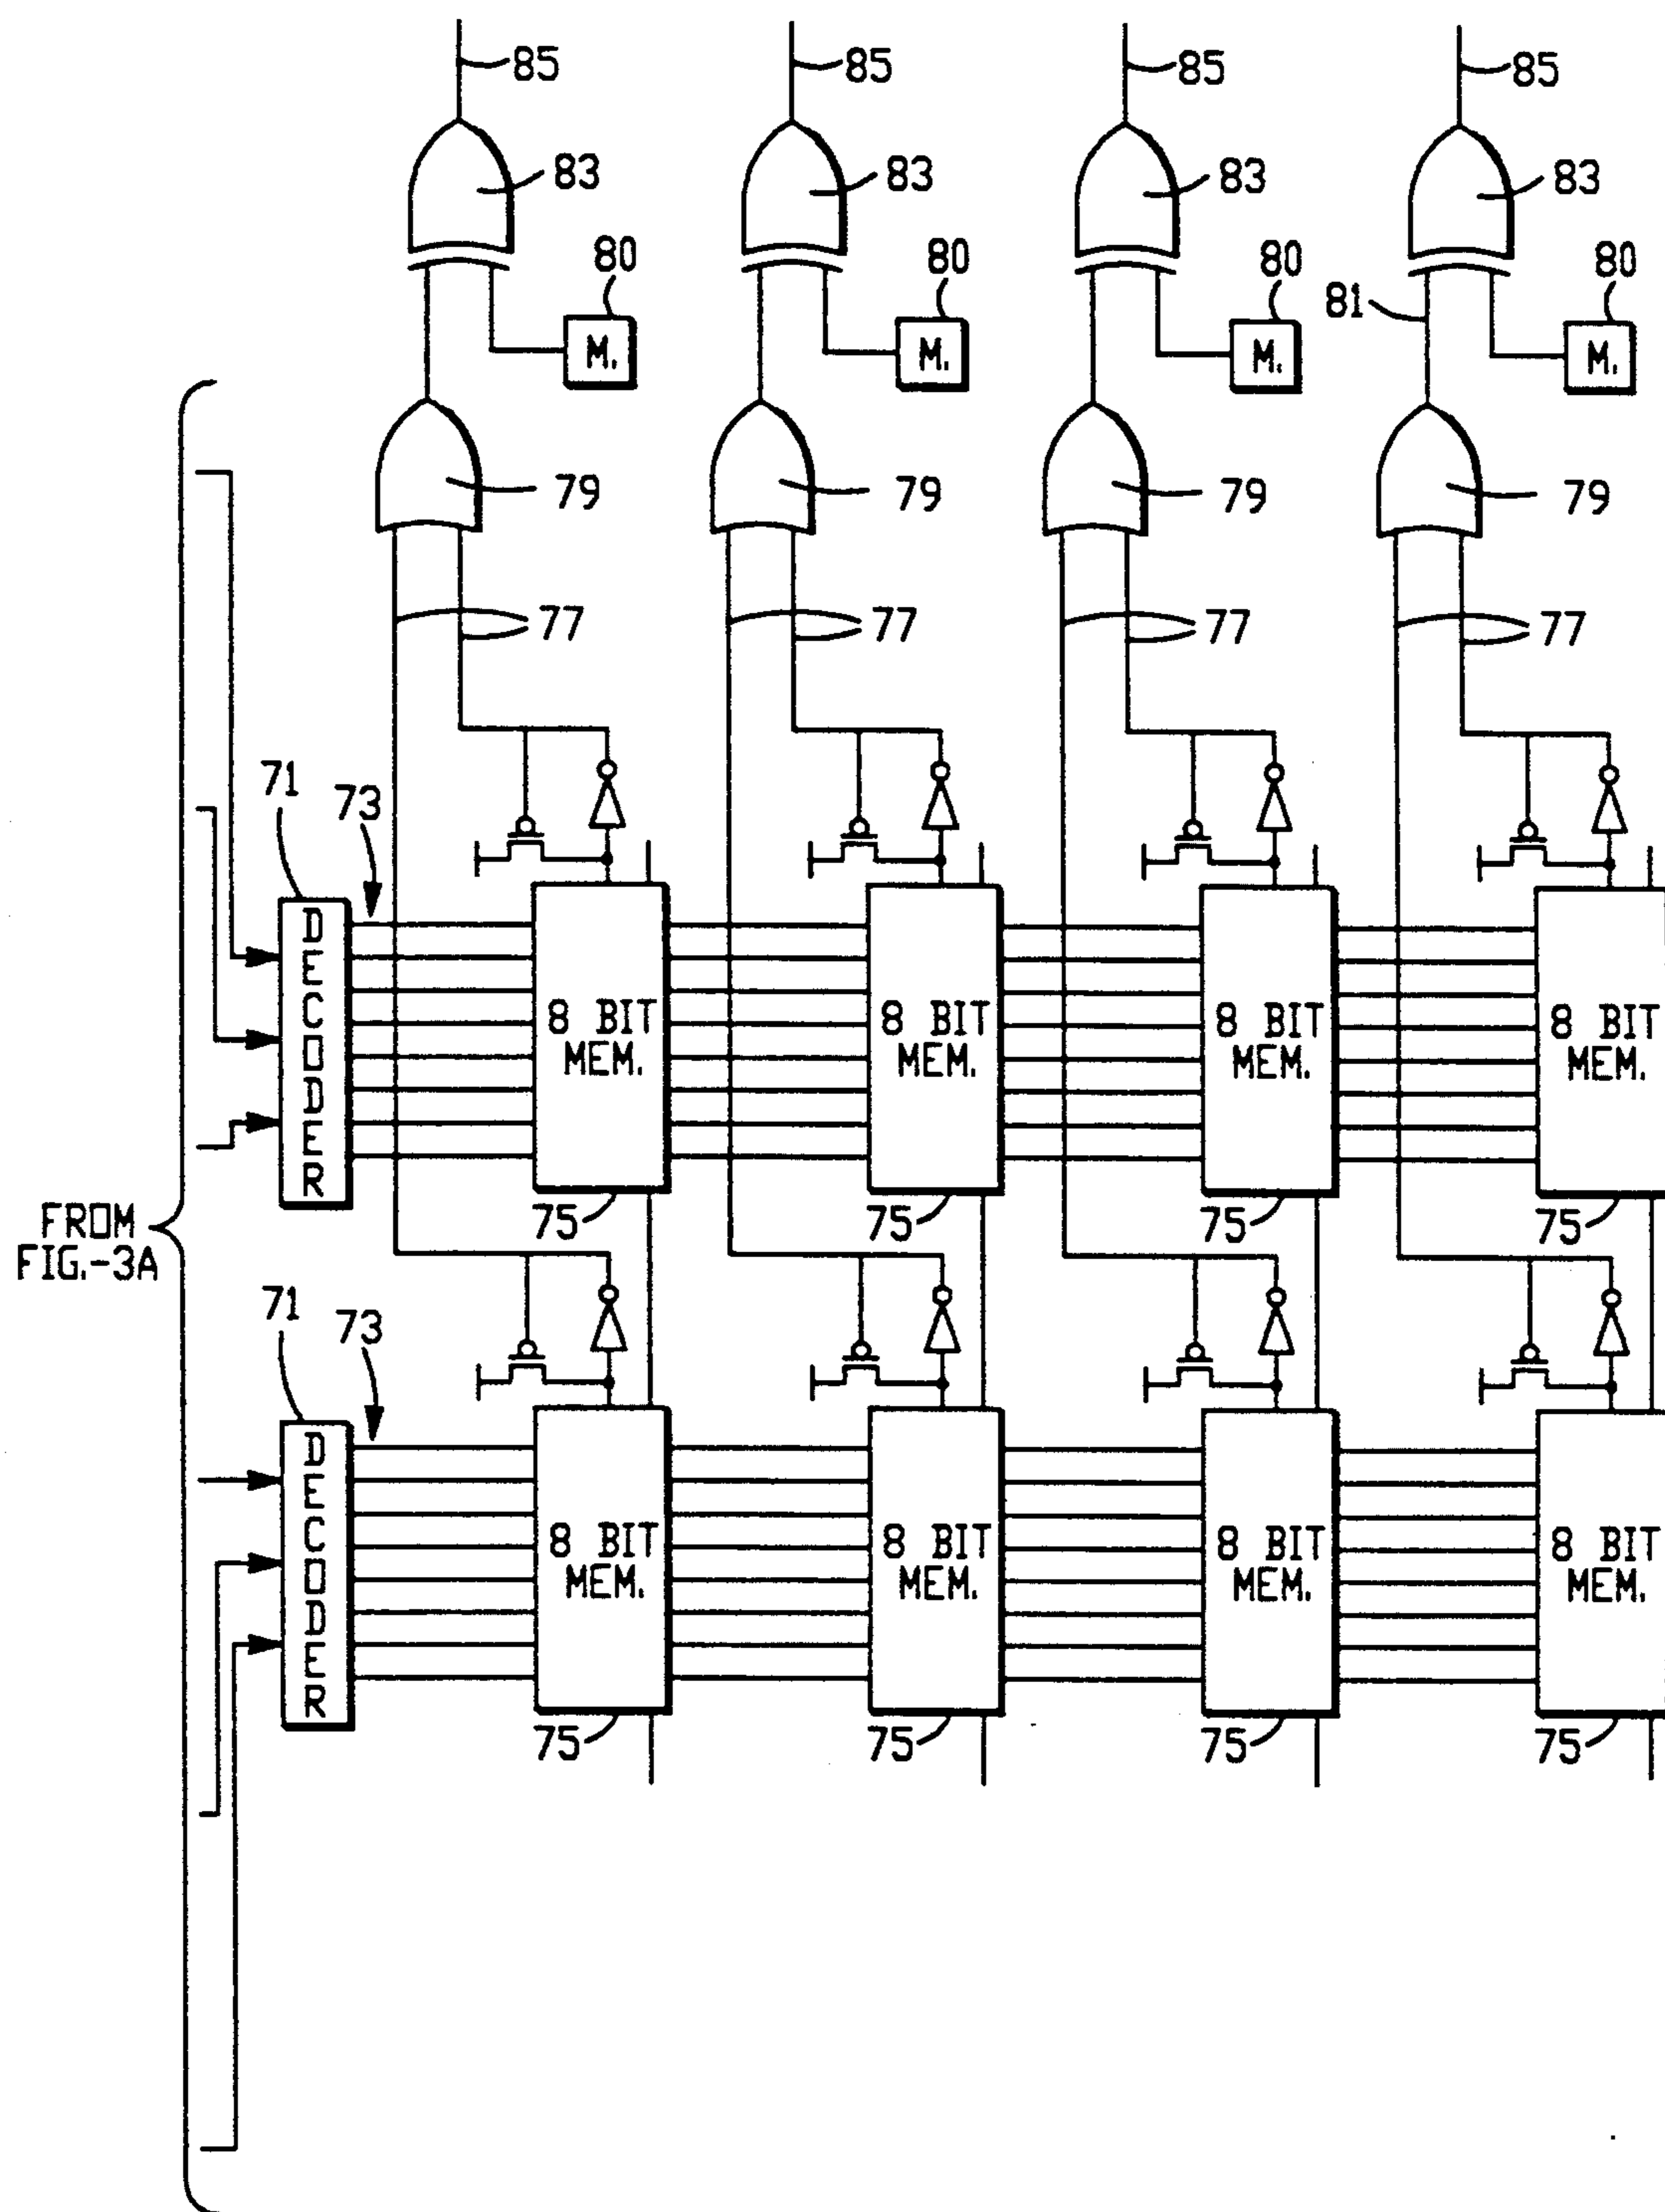 85 85 85 85
83 83 83 83
80 80 80 80
81
M. M. M. M.
79 79 79 79
77 77 77 77
71 73
DECODER
8 BIT MEM.
8 BIT MEM.
8 BIT MEM.
8 BIT MEM.
75 75 75 75
FROM
FIG.-3A
71 73
DECODER
8 BIT MEM.
8 BIT MEM.
8 BIT MEM.
8 BIT MEM.
75 75 75 75